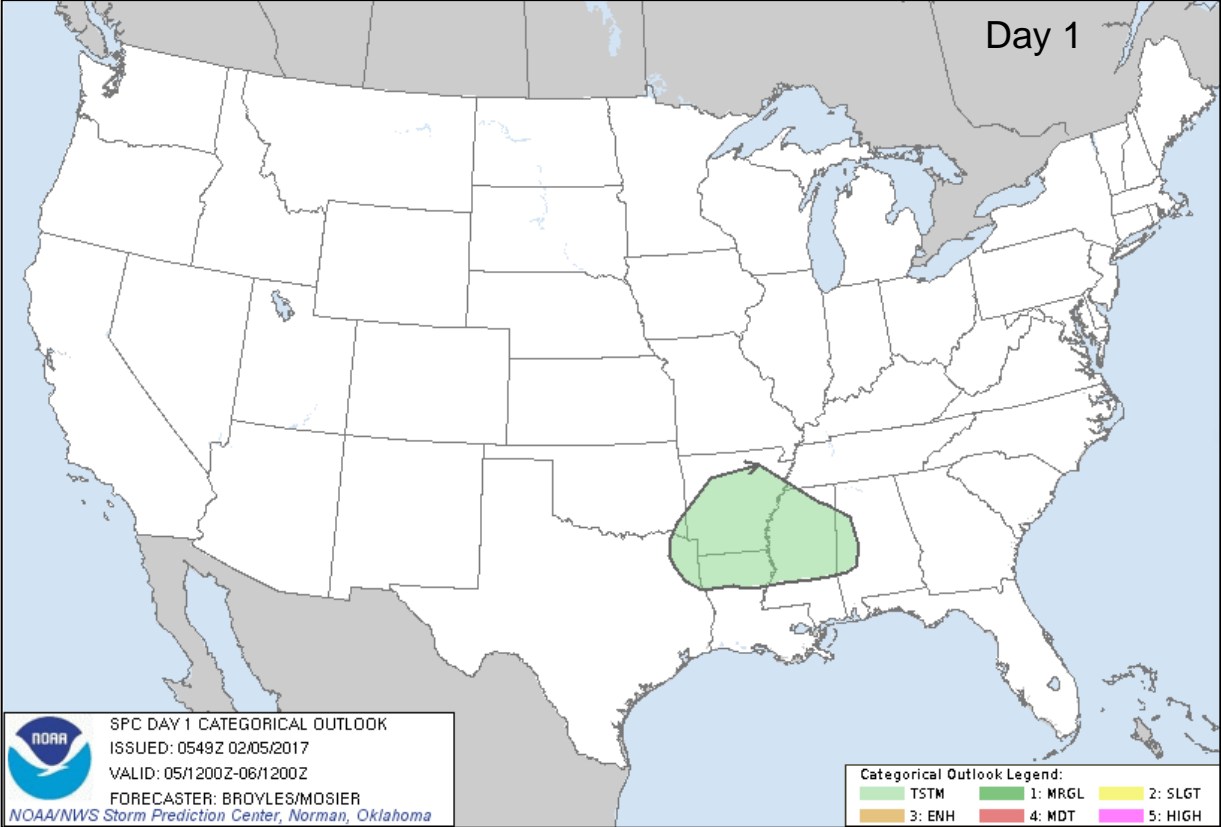 Day 1
NOAA
SPC DAY 1 CATEGORICAL OUTLOOK
ISSUED: 0549Z 02/05/2017
VALID: 05/1200Z-06/1200Z
FORECASTER: BROYLES/MOSIER
NOAA/NWS Storm Prediction Center, Norman, Oklahoma
Categorical Outlook Legend:
TSTM 1: MRGL 2: SLGT
3: ENH 4: MDT 5: HIGH